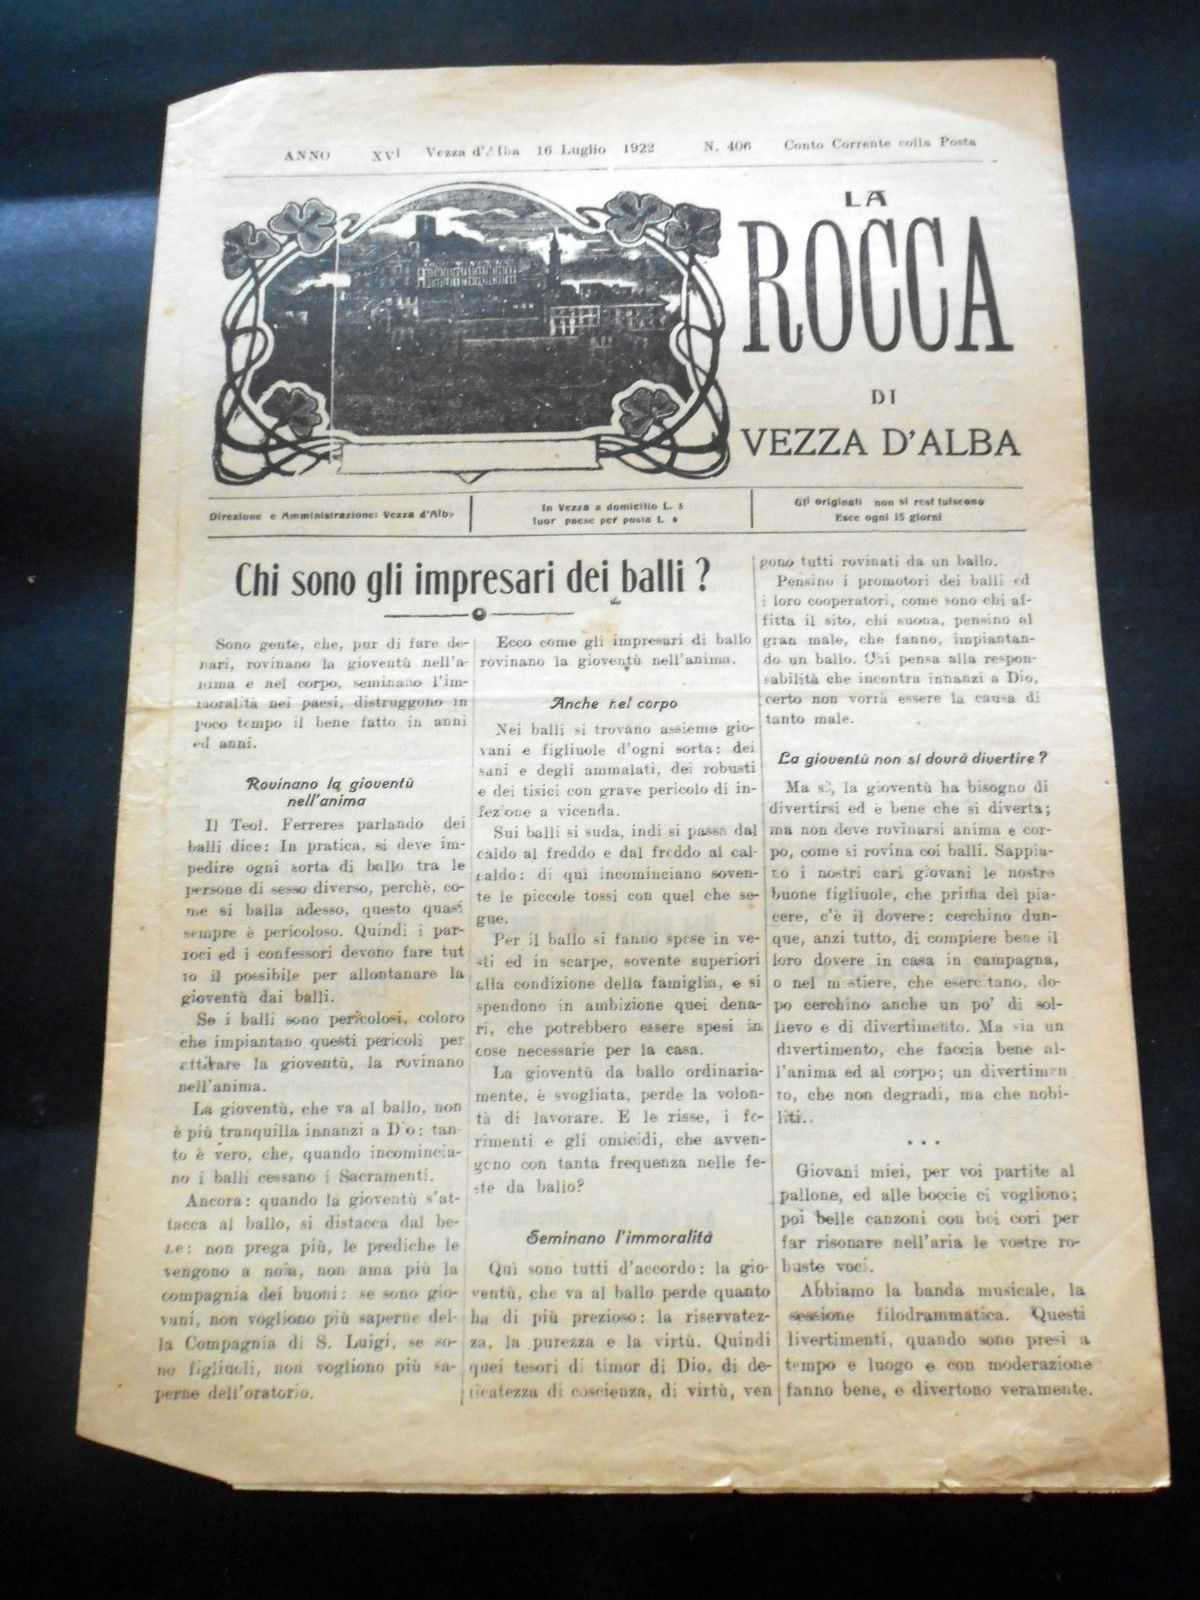 ANNO XVI Vezza d'Alba 16 Luglio 1922 N. 406 Conto Corrente colla Posta
LA
ROCCA
DI
VEZZA D'ALBA
Direzione e Amministrazione: Vezza d'Alba
In Vezza a domicilio L.
fuor paese per posta L.
Gli originali non si restituiscono
Esce ogni 15 giorni
Chi sono gli impresari dei balli ?
Sono gente, che, pur di fare de-
nari, rovinano la gioventù nell'a-
nima e nel corpo, seminano l'im-
moralità nei paesi, distruggono in
poco tempo il bene fatto in anni
ed anni.
Rovinano la gioventù
nell'anima
Il Teol. Ferreres parlando dei
balli dice: In pratica, si deve im-
pedire ogni sorta di ballo tra le
persone di sesso diverso, perchè, co-
me si balla adesso, questo quasi
sempre è pericoloso. Quindi i par-
roci ed i confessori devono fare tut
to il possibile per allontanare la
gioventù dai balli.
Se i balli sono pericolosi, coloro
che impiantano questi pericoli per
attirare la gioventù, la rovinano
nell'anima.
La gioventù, che va al ballo, non
è più tranquilla innanzi a Dio: tan-
to è vero, che, quando incomincia-
no i balli cessano i Sacramenti.
Ancora: quando la gioventù s'at-
tacca al ballo, si distacca dal be-
ne: non prega più, le prediche le
vengono a noia, non ama più la
compagnia dei buoni: se sono gio-
vani, non vogliono più saperne del-
la Compagnia di S. Luigi, se so-
no figliuoli, non vogliono più sa-
perne dell'oratorio.
Ecco come gli impresari di ballo
rovinano la gioventù nell'anima.
Anche nel corpo
Nei balli si trovano assieme gio-
vani e figliuole d'ogni sorta: dei
sani e degli ammalati, dei robusti
e dei tisici con grave pericolo di in-
fezione a vicenda.
Sui balli si suda, indi si passa dal
caldo al freddo e dal freddo al cal-
caldo: di qui incominciano soven-
te le piccole tossi con quel che se-
gue.
Per il ballo si fanno spese in ve-
sti ed in scarpe, sovente superiori
alla condizione della famiglia, e si
spendono in ambizione quei dena-
ri, che potrebbero essere spesi in
cose necessarie per la casa.
La gioventù da ballo ordinaria-
mente, è svogliata, perde la volon-
tà di lavorare. E le risse, i fe-
rimenti e gli omicidi, che avven-
gono con tanta frequenza nelle fe-
ste da ballo?
Seminano l'immoralità
Qui sono tutti d'accordo: la gio-
ventù, che va al ballo perde quanto
ha di più prezioso: la riservatez-
za, la purezza e la virtù. Quindi
quei tesori di timor di Dio, di de-
licatezza di coscienza, di virtù, ven
gono tutti rovinati da un ballo.
Pensino i promotori dei balli ed
i loro cooperatori, come sono chi af-
fitta il sito, chi suona, pensino al
gran male, che fanno, impiantan-
do un ballo. Chi pensa alla respon-
sabilità che incontra innanzi a Dio,
certo non vorrà essere la causa di
tanto male.
La gioventù non si dovrà divertire ?
Ma sì, la gioventù ha bisogno di
divertirsi ed è bene che si diverta;
ma non deve rovinarsi anima e cor-
po, come si rovina coi balli. Sappia-
no i nostri cari giovani le nostre
buone figliuole, che prima dei pia-
cere, c'è il dovere: cerchino dun-
que, anzi tutto, di compiere bene il
loro dovere in casa in campagna,
o nel mestiere, che esercitano, do-
po cerchino anche un po' di sol-
lievo e di divertimento. Ma sia un
divertimento, che faccia bene al-
l'anima ed al corpo; un divertimen
to, che non degradi, ma che nobi-
liti..
• • •
Giovani miei, per voi partite al
pallone, ed alle boccie ci vogliono;
poi belle canzoni con bei cori per
far risonare nell'aria le vostre ro-
buste voci.
Abbiamo la banda musicale, la
sessione filodrammatica. Questi
divertimenti, quando sono presi a
tempo e luogo e con moderazione
fanno bene, e divertono veramente.